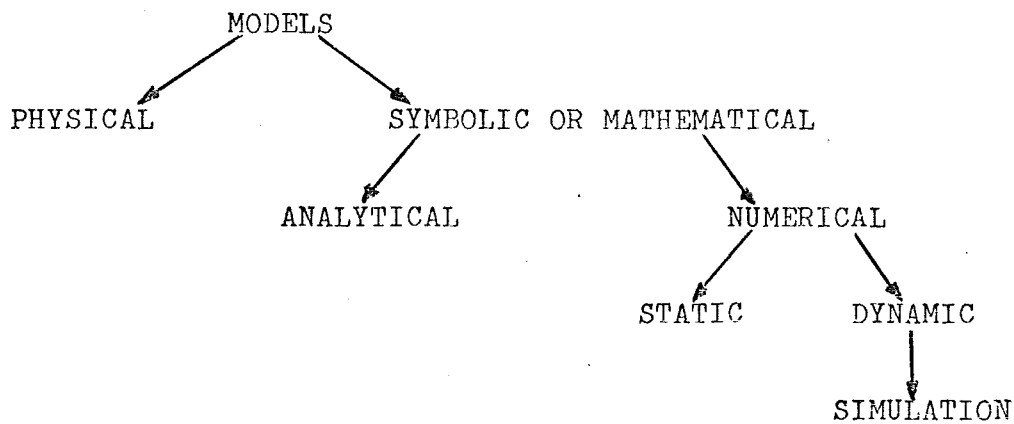 MODELS
PHYSICAL SYMBOLIC OR MATHEMATICAL
ANALYTICAL NUMERICAL
STATIC DYNAMIC
SIMULATION